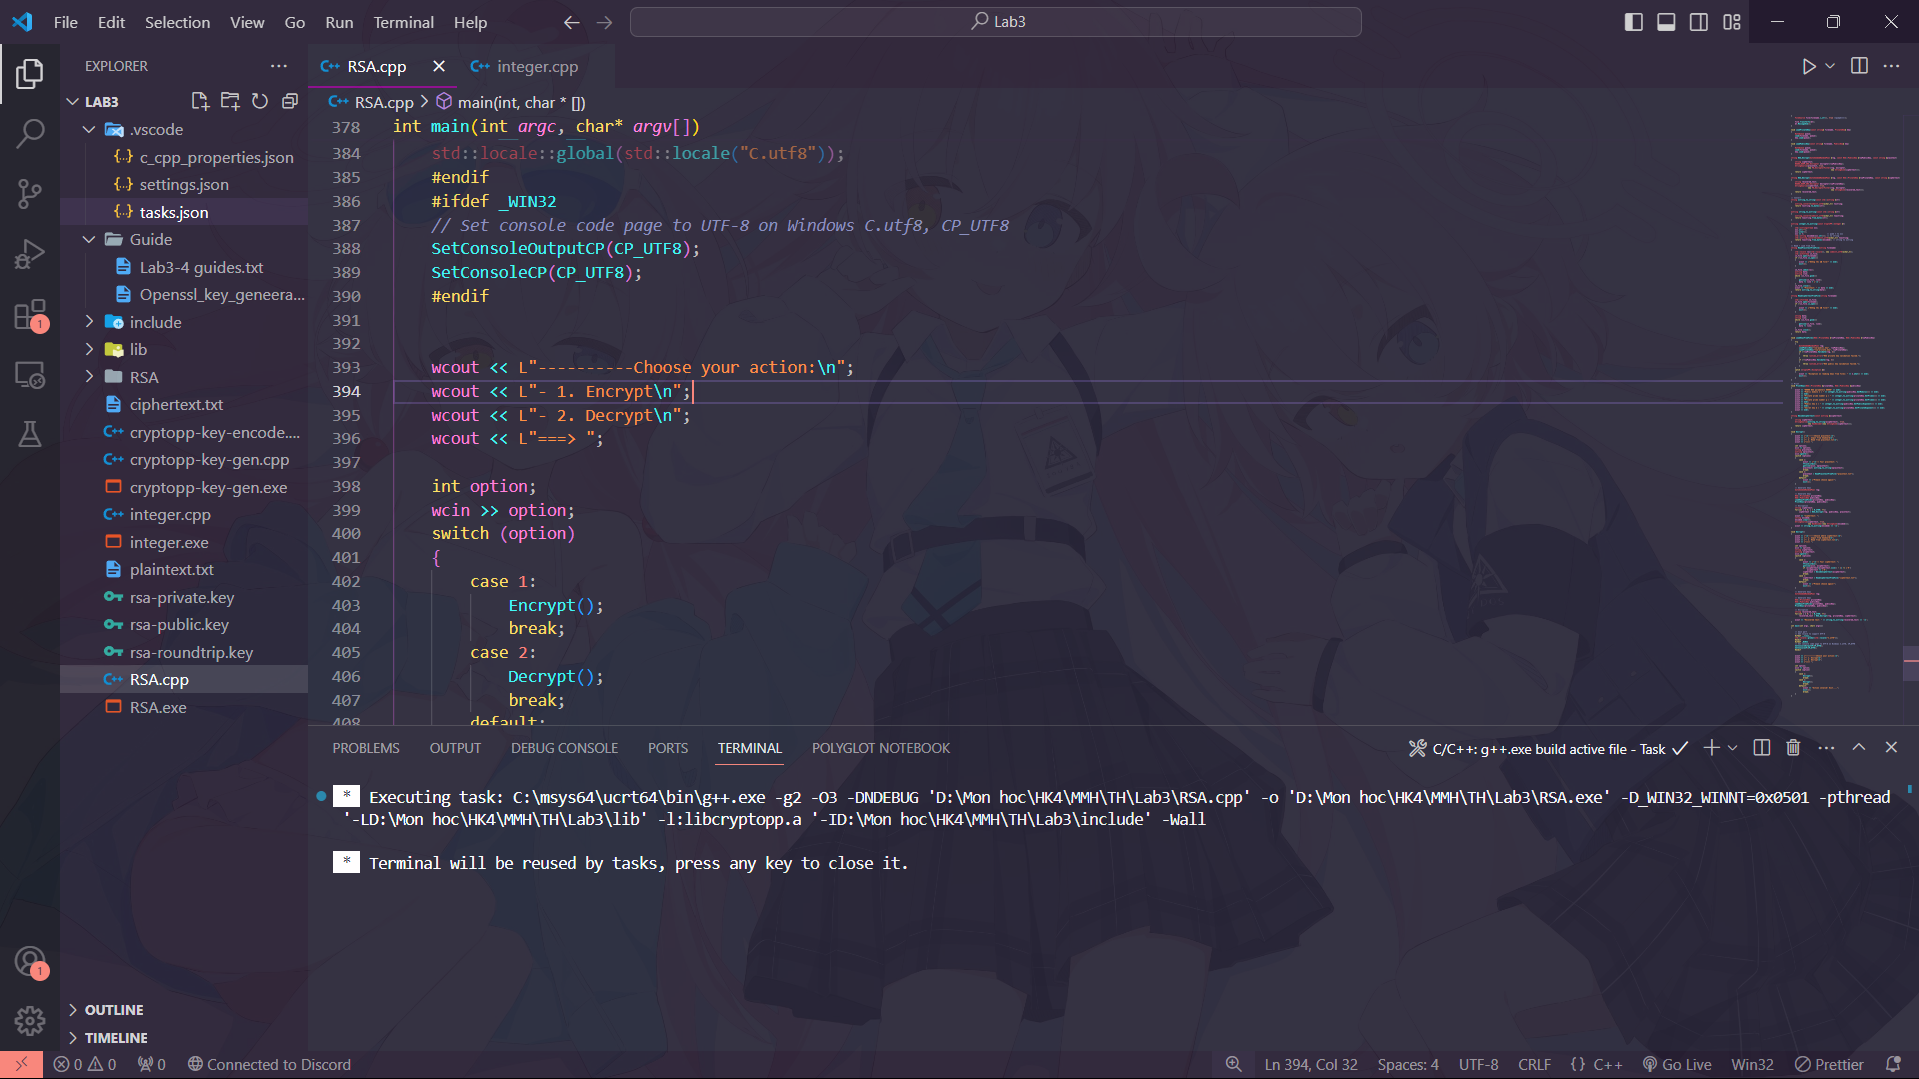 File Edit Selection View Go Run Terminal Help
Lab3
EXPLORER
LAB3
.vscode
{..} c_cpp_properties.json
{..} settings.json
{..} tasks.json
Guide
Lab3-4 guides.txt
Openssl_key_geneera...
include
lib
RSA
ciphertext.txt
C++ cryptopp-key-encode....
C++ cryptopp-key-gen.cpp
cryptopp-key-gen.exe
C++ integer.cpp
integer.exe
plaintext.txt
rsa-private.key
rsa-public.key
rsa-roundtrip.key
C++ RSA.cpp
RSA.exe
OUTLINE
TIMELINE
1
1
C++ RSA.cpp
C++ integer.cpp
C++ RSA.cpp > main(int, char * [])
378 int main(int argc, char* argv[])
384 std::locale::global(std::locale("C.utf8"));
385 #endif
386 #ifdef _WIN32
387 // Set console code page to UTF-8 on Windows C.utf8, CP_UTF8
388 SetConsoleOutputCP(CP_UTF8);
389 SetConsoleCP(CP_UTF8);
390 #endif
391
392
393 wcout << L"----------Choose your action:\n";
394 wcout << L"- 1. Encrypt\n";
395 wcout << L"- 2. Decrypt\n";
396 wcout << L"===> ";
397
398 int option;
399 wcin >> option;
400 switch (option)
401 {
402 case 1:
403 Encrypt();
404 break;
405 case 2:
406 Decrypt();
407 break;
408 default:
PROBLEMS OUTPUT DEBUG CONSOLE PORTS TERMINAL POLYGLOT NOTEBOOK
C/C++: g++.exe build active file - Task
* Executing task: C:\msys64\ucrt64\bin\g++.exe -g2 -O3 -DNDEBUG 'D:\Mon hoc\HK4\MMH\TH\Lab3\RSA.cpp' -o 'D:\Mon hoc\HK4\MMH\TH\Lab3\RSA.exe' -D_WIN32_WINNT=0x0501 -pthread
'-LD:\Mon hoc\HK4\MMH\TH\Lab3\lib' -l:libcryptopp.a '-ID:\Mon hoc\HK4\MMH\TH\Lab3\include' -Wall
* Terminal will be reused by tasks, press any key to close it.
0 0 0 Connected to Discord
Ln 394, Col 32 Spaces: 4 UTF-8 CRLF {} C++ Go Live Win32 Prettier